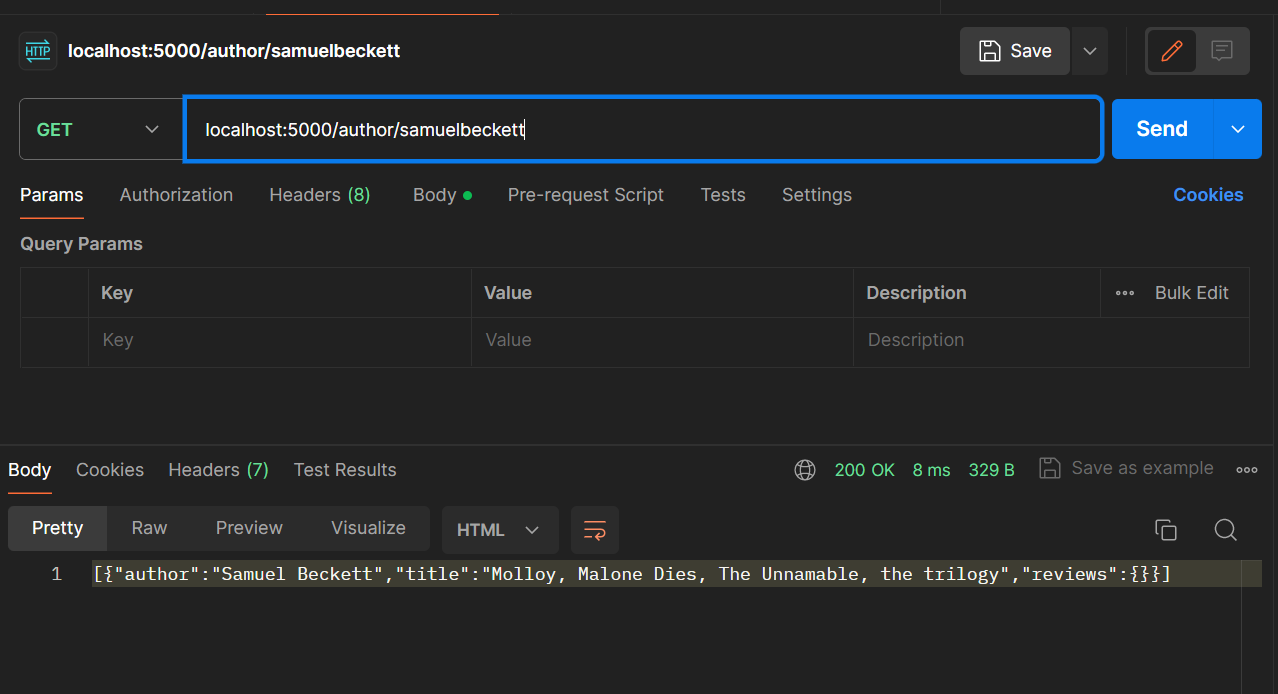 HTTP localhost:5000/author/samuelbeckett Save
GET localhost:5000/author/samuelbeckett Send
Params Authorization Headers (8) Body Pre-request Script Tests Settings Cookies
Query Params
Key Value Description Bulk Edit
Key Value Description
Body Cookies Headers (7) Test Results 200 OK 8 ms 329 B Save as example
Pretty Raw Preview Visualize HTML
1 [{"author":"Samuel Beckett","title":"Molloy, Malone Dies, The Unnamable, the trilogy","reviews":{}}]